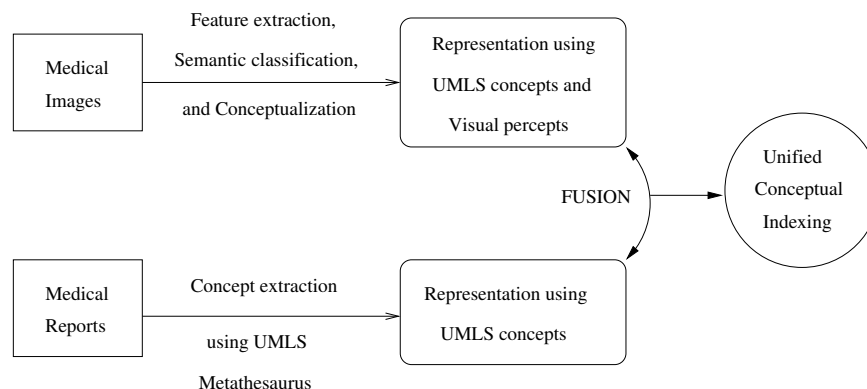 Feature extraction,
Semantic classification,
and Conceptualization
Medical
Images
Representation using
UMLS concepts and
Visual percepts
FUSION
Unified
Conceptual
Indexing
Medical
Reports
Concept extraction
using UMLS
Metathesaurus
Representation using
UMLS concepts